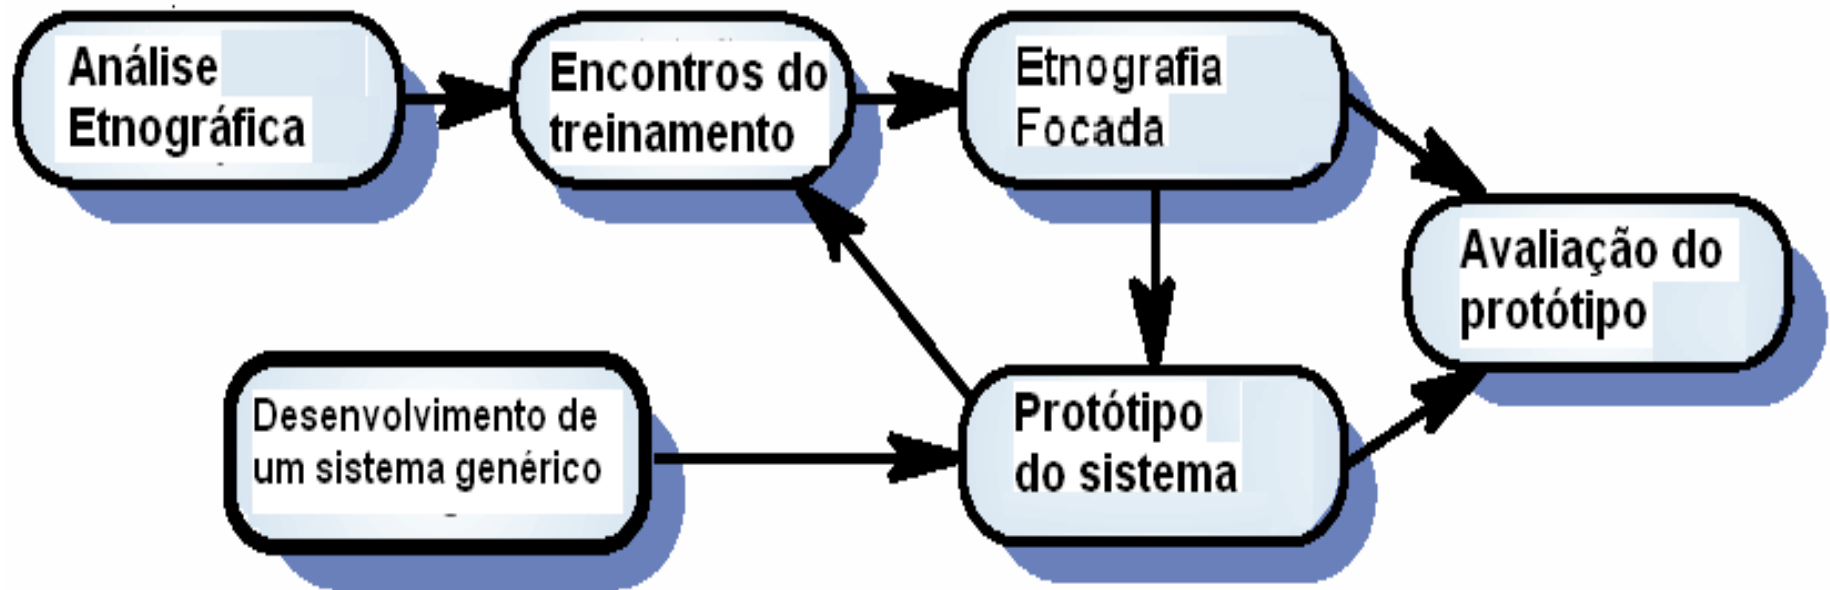 Análise
Etnográfica
Encontros do
treinamento
Etnografia
Focada
Avaliação do
protótipo
Desenvolvimento de
um sistema genérico
Protótipo
do sistema